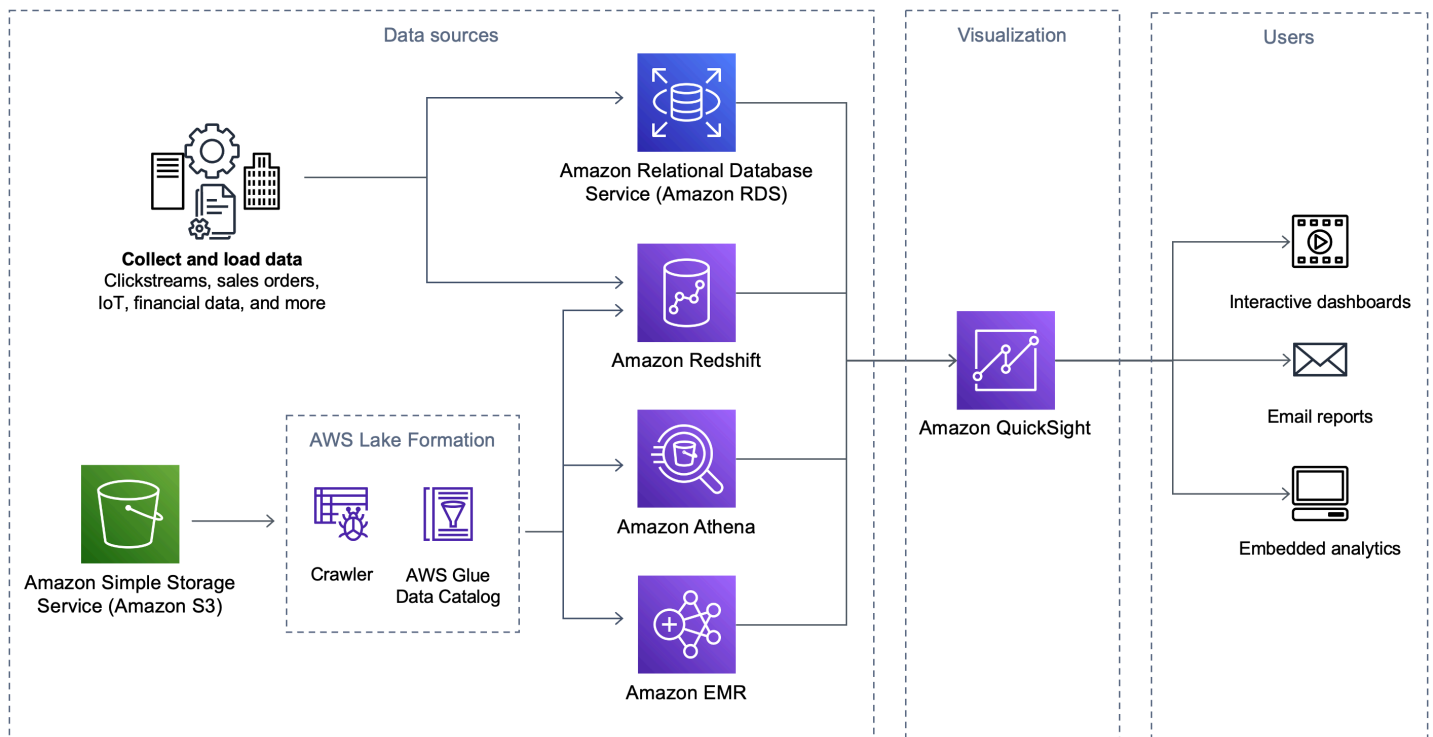 Data sources
Visualization
Users
Amazon Relational Database
Service (Amazon RDS)
Collect and load data
Clickstreams, sales orders,
IoT, financial data, and more
Amazon Redshift
AWS Lake Formation
Crawler
AWS Glue
Data Catalog
Amazon Simple Storage
Service (Amazon S3)
Amazon Athena
Amazon EMR
Amazon QuickSight
Interactive dashboards
Email reports
Embedded analytics